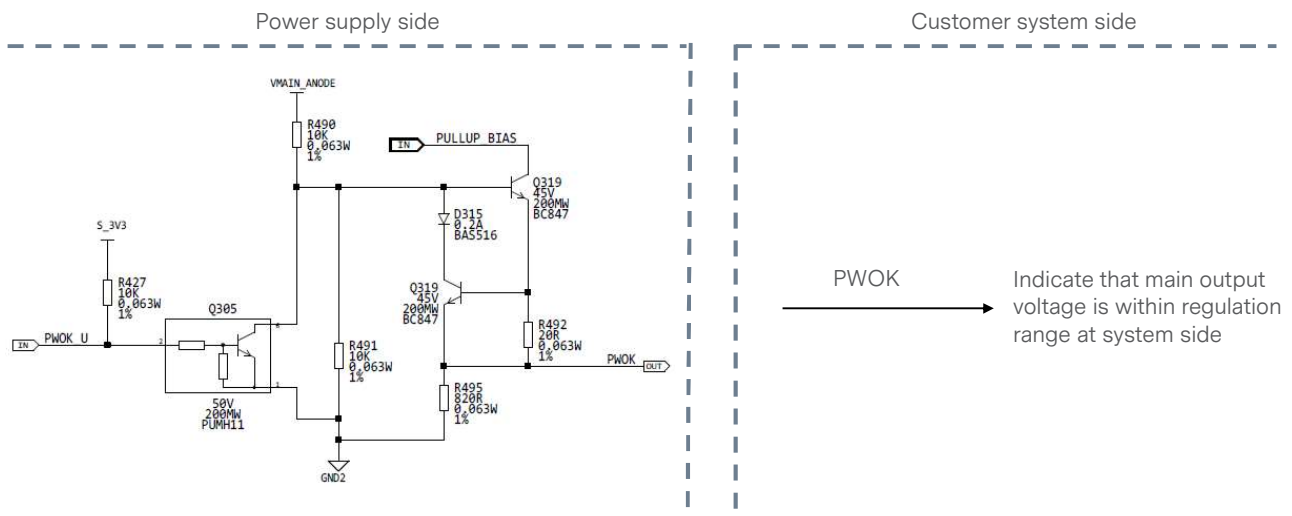 Power supply side
Customer system side
VMAIN_ANODE
R490
10K
0.063W
1%
IN
PULLUP_BIAS
Q319
45V
200MW
BC847
D315
0.2A
BAS516
S_3V3
R427
10K
0.063W
1%
Q305
6
Q319
45V
200MW
BC847
IN
PWOK_U
2
R491
10K
0.063W
1%
R492
20R
0.063W
1%
PWOK
OUT
1
50V
200MW
PUMH11
R495
820R
0.063W
1%
GND2
PWOK
Indicate that main output
voltage is within regulation
range at system side